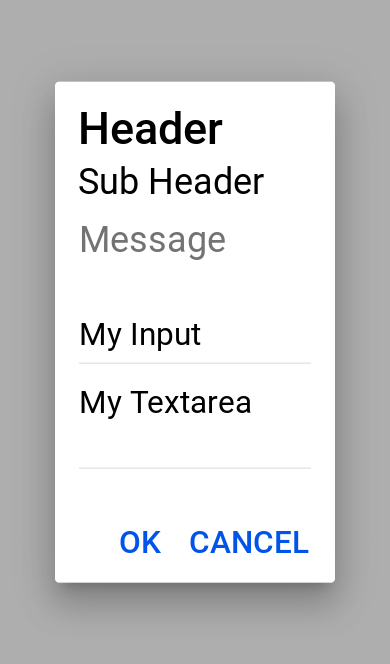 Header
Sub Header
Message
My Input
My Textarea
OK CANCEL